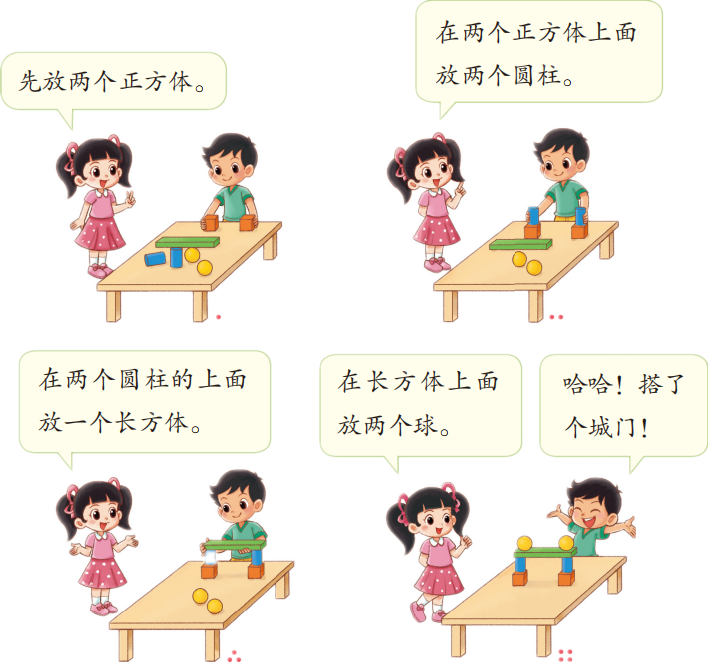 先放两个正方体。
在两个正方体上面
放两个圆柱。
在两个圆柱的上面
放一个长方体。
在长方体上面
放两个球。
哈哈！搭了
个城门！